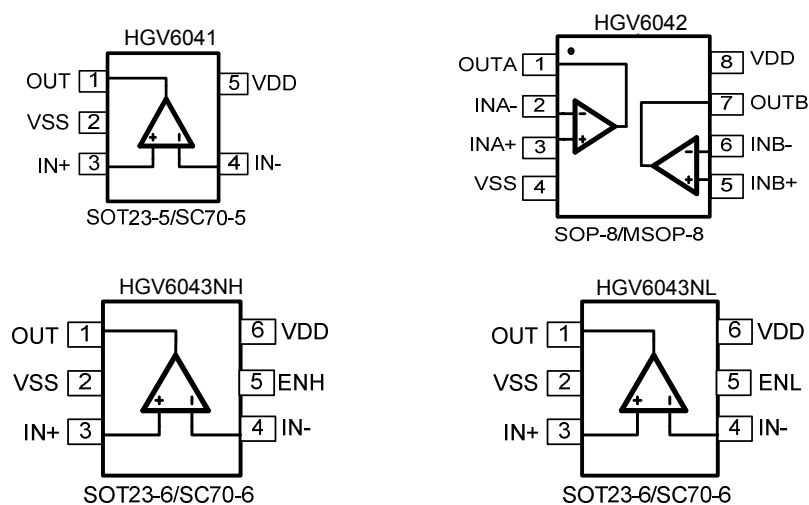 HGV6041
OUT 1 5 VDD
VSS 2
IN+ 3 + - 4 IN-
SOT23-5/SC70-5
HGV6042
OUTA 1 8 VDD
INA- 2 - 7 OUTB
INA+ 3 + - 6 INB-
VSS 4 + 5 INB+
SOP-8/MSOP-8
HGV6043NH
OUT 1 6 VDD
VSS 2 5 ENH
IN+ 3 + - 4 IN-
SOT23-6/SC70-6
HGV6043NL
OUT 1 6 VDD
VSS 2 5 ENL
IN+ 3 + - 4 IN-
SOT23-6/SC70-6